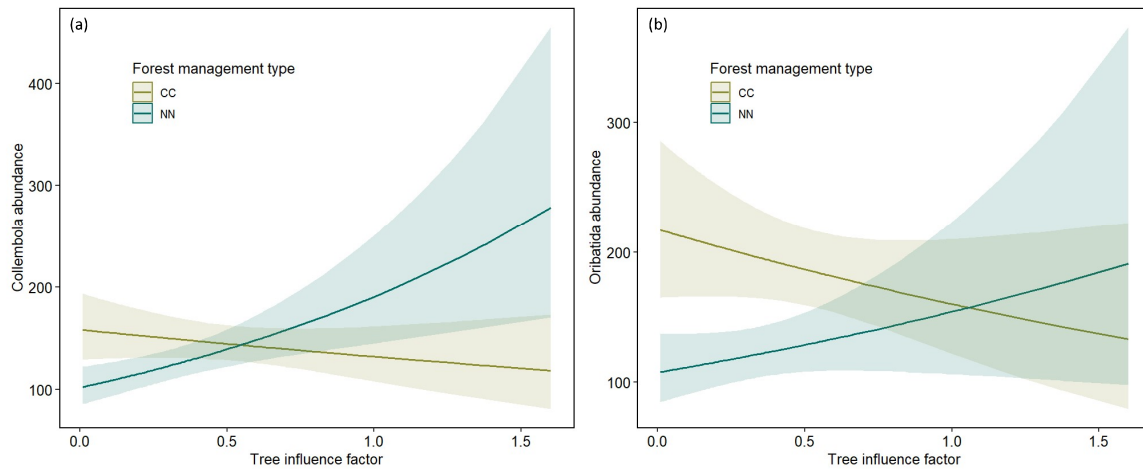 (a)
Forest management type
CC
NN
Collembola abundance
400
300
200
100
0.0
0.5
1.0
1.5
Tree influence factor
(b)
Forest management type
CC
NN
Oribatida abundance
300
200
100
0.0
0.5
1.0
1.5
Tree influence factor